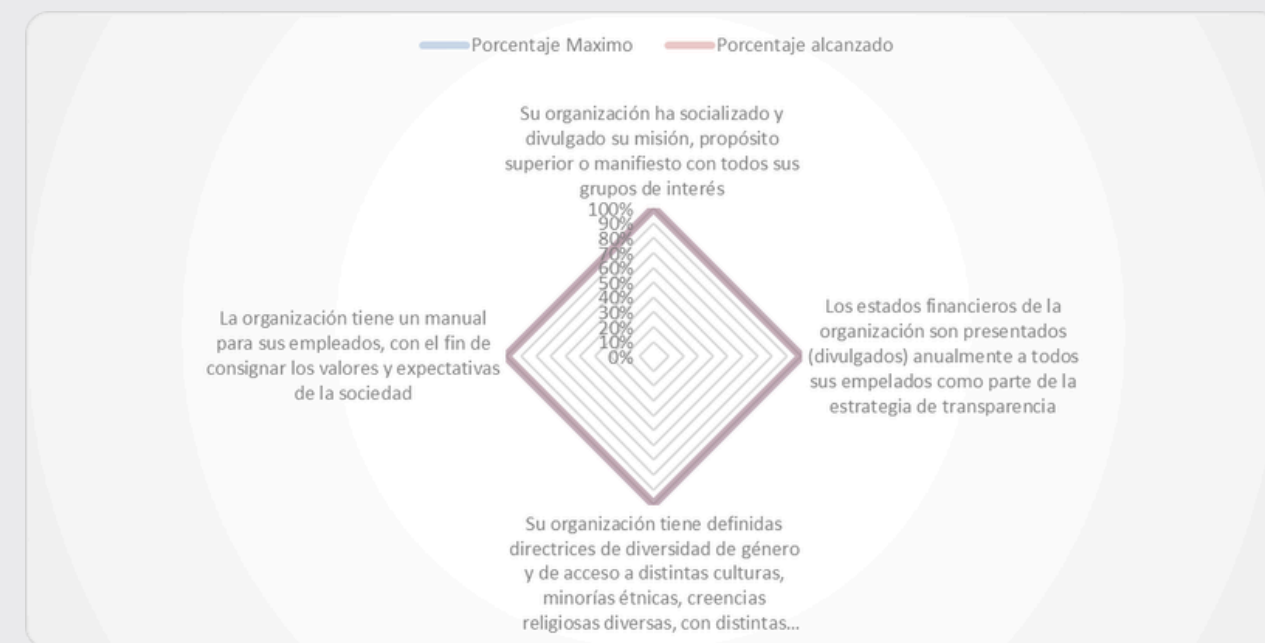 Porcentaje Maximo
Porcentaje alcanzado
Su organización ha socializado y
divulgado su misión, propósito
superior o manifiesto con todos sus
grupos de interés
100%
90%
80%
70%
60%
50%
40%
30%
20%
10%
0%
Los estados financieros de la
organización son presentados
(divulgados) anualmente a todos
sus empelados como parte de la
estrategia de transparencia
La organización tiene un manual
para sus empleados, con el fin de
consignar los valores y expectativas
de la sociedad
Su organización tiene definidas
directrices de diversidad de género
y de acceso a distintas culturas,
minorías étnicas, creencias
religiosas diversas, con distintas...